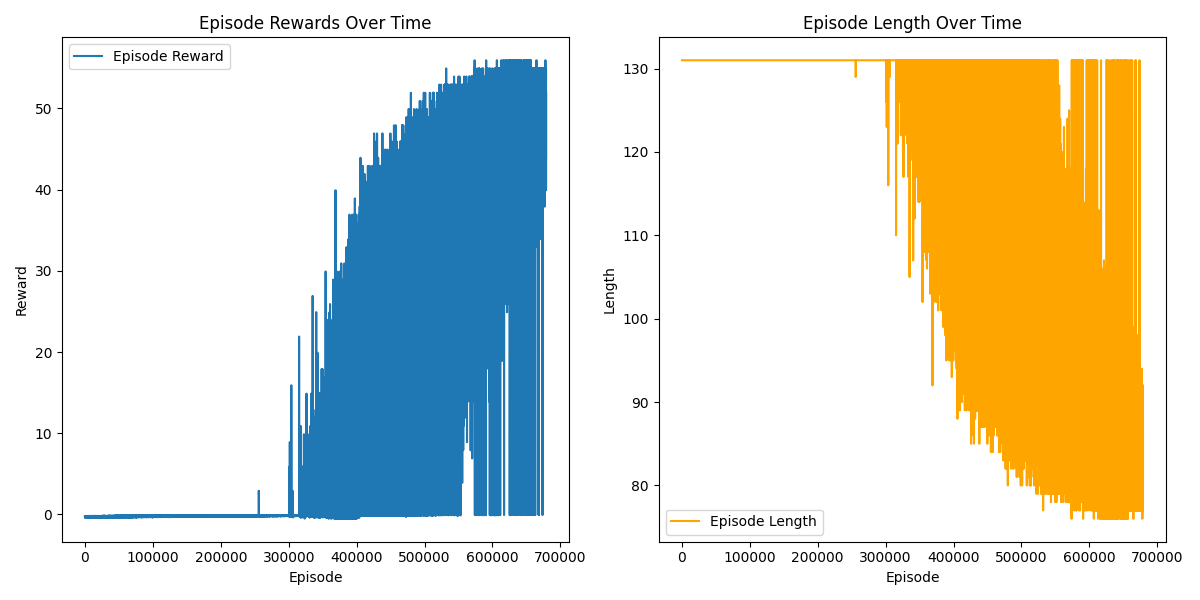 Episode Rewards Over Time
Episode Reward
50
40
30
20
10
0
Reward
0 100000 200000 300000 400000 500000 600000 700000
Episode
Episode Length Over Time
130
120
110
100
90
80
Length
Episode Length
0 100000 200000 300000 400000 500000 600000 700000
Episode